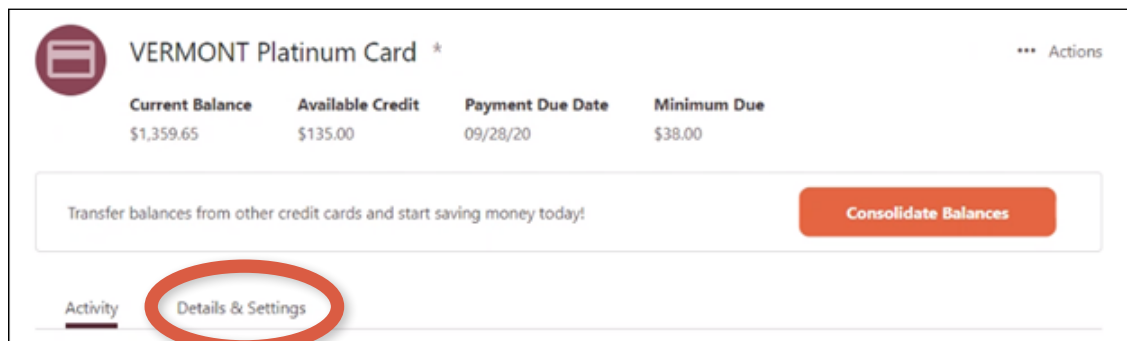 VERMONT Platinum Card *
••• Actions
Current Balance Available Credit Payment Due Date Minimum Due
$1,359.65 $135.00 09/28/20 $38.00
Transfer balances from other credit cards and start saving money today!
Consolidate Balances
Activity Details & Settings